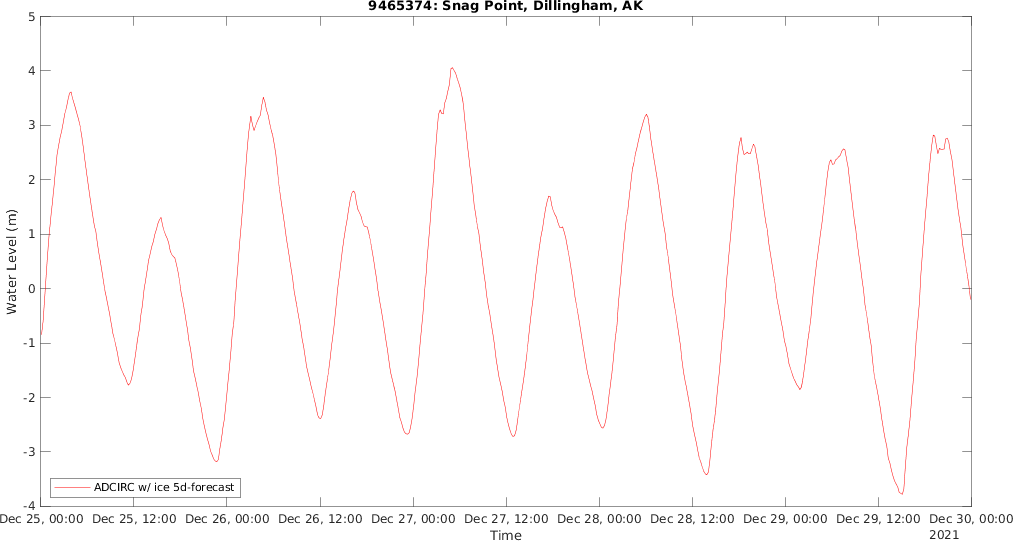 9465374: Snag Point, Dillingham, AK
5
4
3
2
1
0
-1
-2
-3
-4
Water Level (m)
ADCIRC w/ ice 5d-forecast
Dec 25, 00:00 Dec 25, 12:00 Dec 26, 00:00 Dec 26, 12:00 Dec 27, 00:00 Dec 27, 12:00 Dec 28, 00:00 Dec 28, 12:00 Dec 29, 00:00 Dec 29, 12:00 Dec 30, 00:00
Time
2021